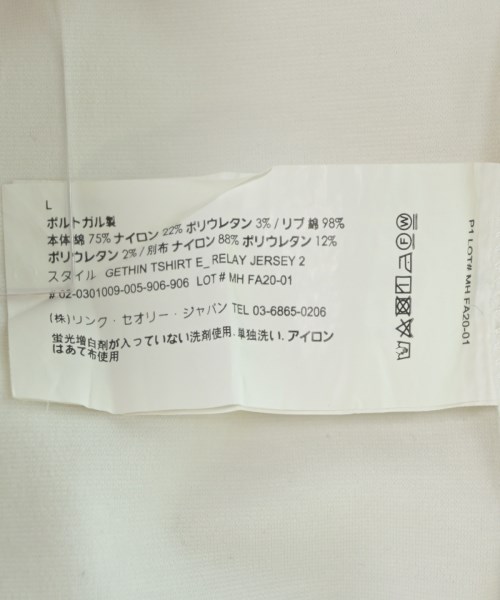 L
ポルトガル製
本体 綿 75% ナイロン 22% ポリウレタン 3% / リブ 綿 98%
ポリウレタン 2% / 別布 ナイロン 88% ポリウレタン 12%
スタイル GETHIN TSHIRT E_ RELAY JERSEY 2
# 02-0301009-005-906-906 LOT # MH FA20-01
(株) リンク・セオリー・ジャパン TEL 03-6865-0206
蛍光増白剤が入っていない洗剤使用. 単独洗い. アイロン
はあて布使用
P1 LOT# MH FA20-01